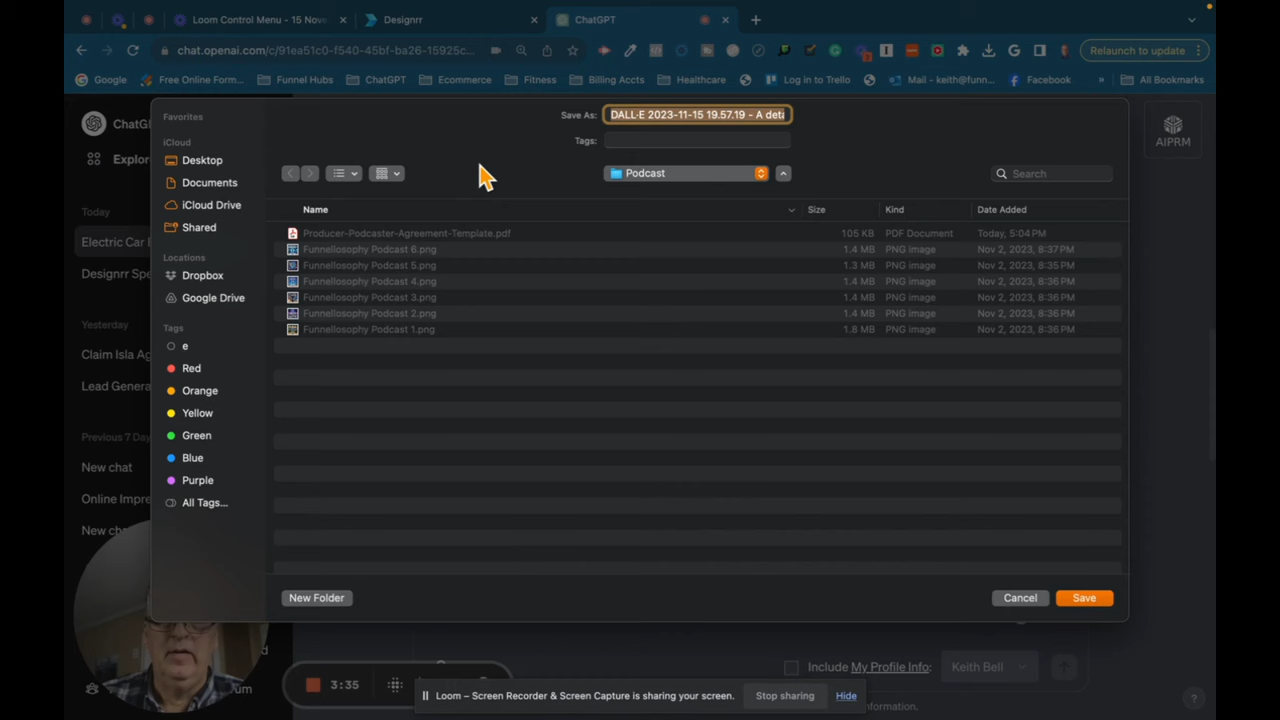 Loom Control Menu - 15 Nove
Designrr
ChatGPT
chat.openai.com/c/91ea51c0-f540-45bf-ba26-15925c...
Relaunch to update
Google
Free Online Form...
Funnel Hubs
ChatGPT
Ecommerce
Fitness
Billing Accts
Healthcare
Log in to Trello
Mail - keith@funn...
Facebook
»
All Bookmarks
ChatGP
Explor
Today
Electric Car B
Designrr Spe
Yesterday
Claim Isla Ag
Lead Genera
Previous 7 Day
New chat
Online Impre
New cha
AIPRM
Favorites
iCloud
Desktop
Documents
iCloud Drive
Shared
Locations
Dropbox
Google Drive
Tags
e
Red
Orange
Yellow
Green
Blue
Purple
All Tags...
Save As: DALL·E 2023-11-15 19.57.19 - A deta
Tags:
Podcast
Search
Name Size Kind Date Added
Producer-Podcaster-Agreement-Template.pdf 105 KB PDF Document Today, 5:04 PM
Funnellosophy Podcast 6.png 1.4 MB PNG image Nov 2, 2023, 8:37 PM
Funnellosophy Podcast 5.png 1.3 MB PNG image Nov 2, 2023, 8:35 PM
Funnellosophy Podcast 4.png 1.4 MB PNG image Nov 2, 2023, 8:36 PM
Funnellosophy Podcast 3.png 1.4 MB PNG image Nov 2, 2023, 8:36 PM
Funnellosophy Podcast 2.png 1.4 MB PNG image Nov 2, 2023, 8:36 PM
Funnellosophy Podcast 1.png 1.8 MB PNG image Nov 2, 2023, 8:36 PM
New Folder
Cancel
Save
Include My Profile Info:
Keith Bell
3:35
Loom – Screen Recorder & Screen Capture is sharing your screen.
Stop sharing
Hide
nformation.
?